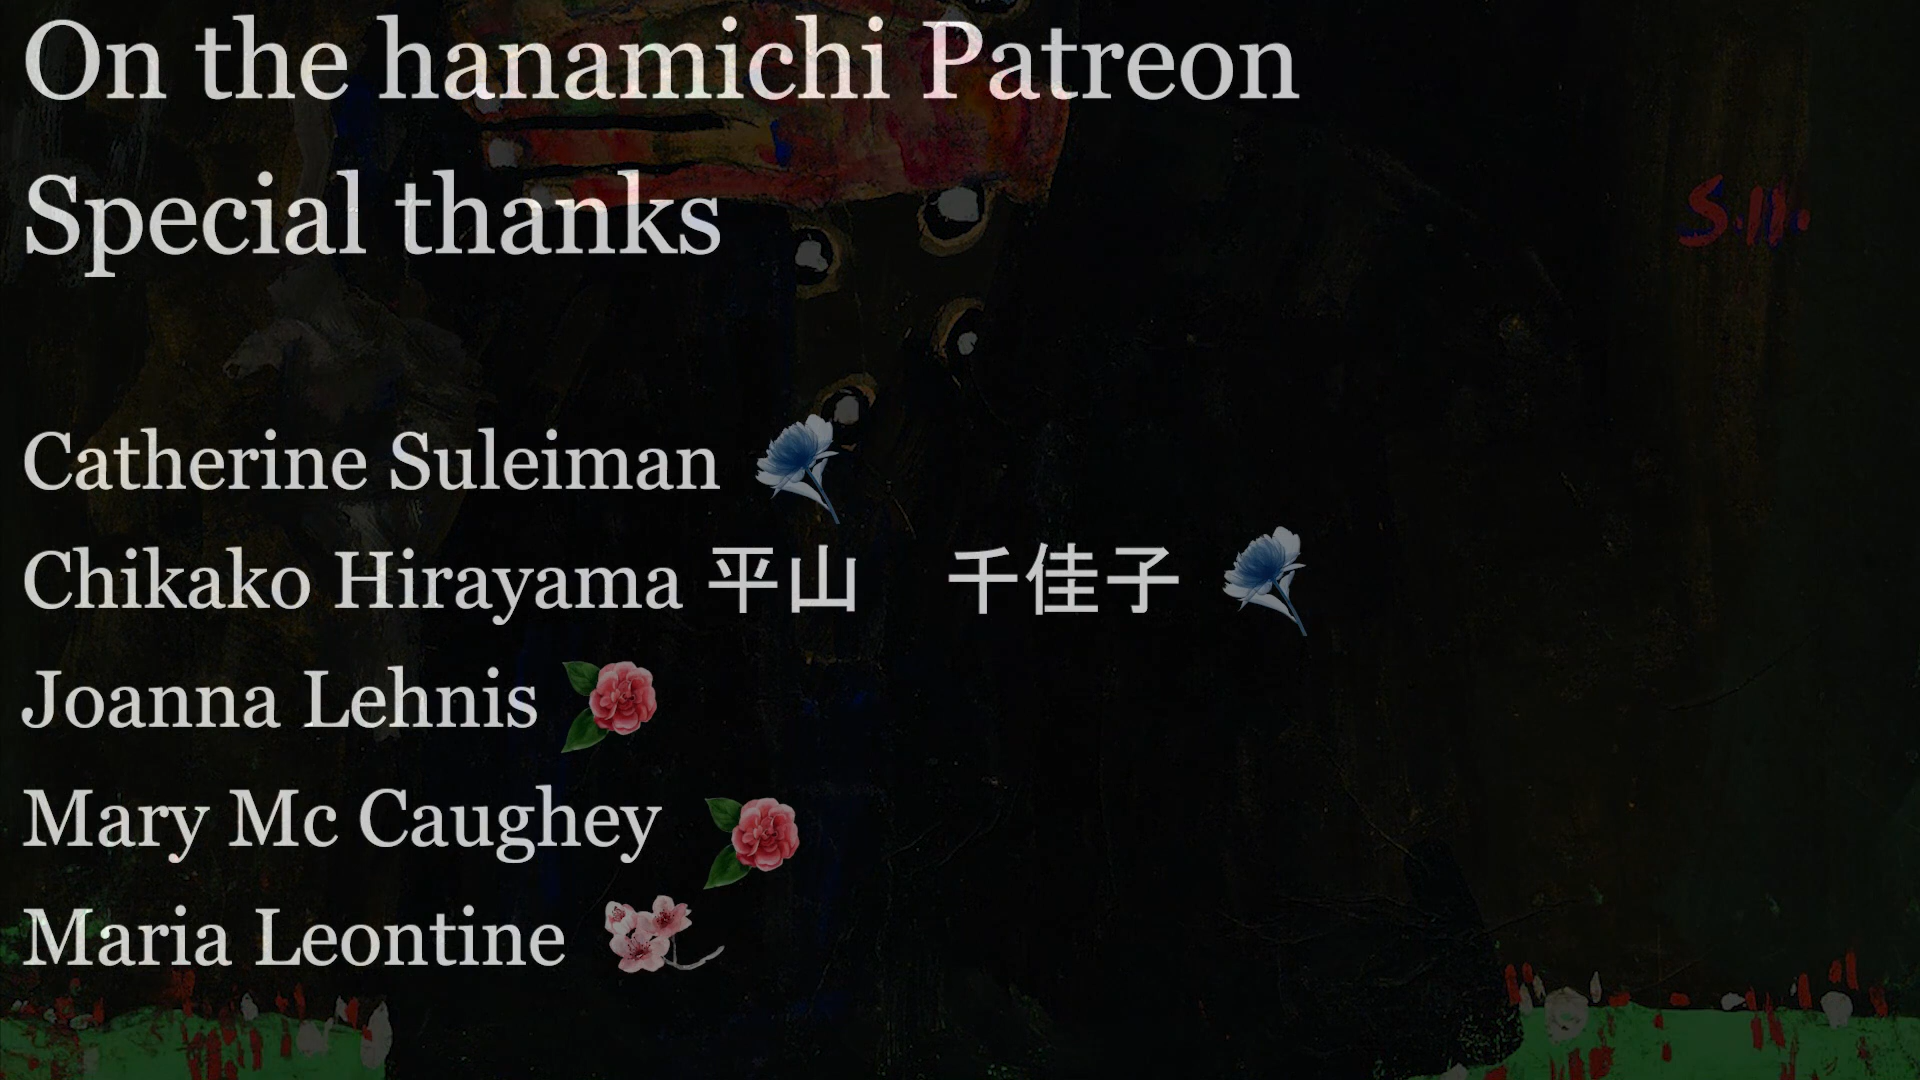 On the hanamichi Patreon
Special thanks
S.H.
Catherine Suleiman
Chikako Hirayama 平山　千佳子
Joanna Lehnis
Mary Mc Caughey
Maria Leontine